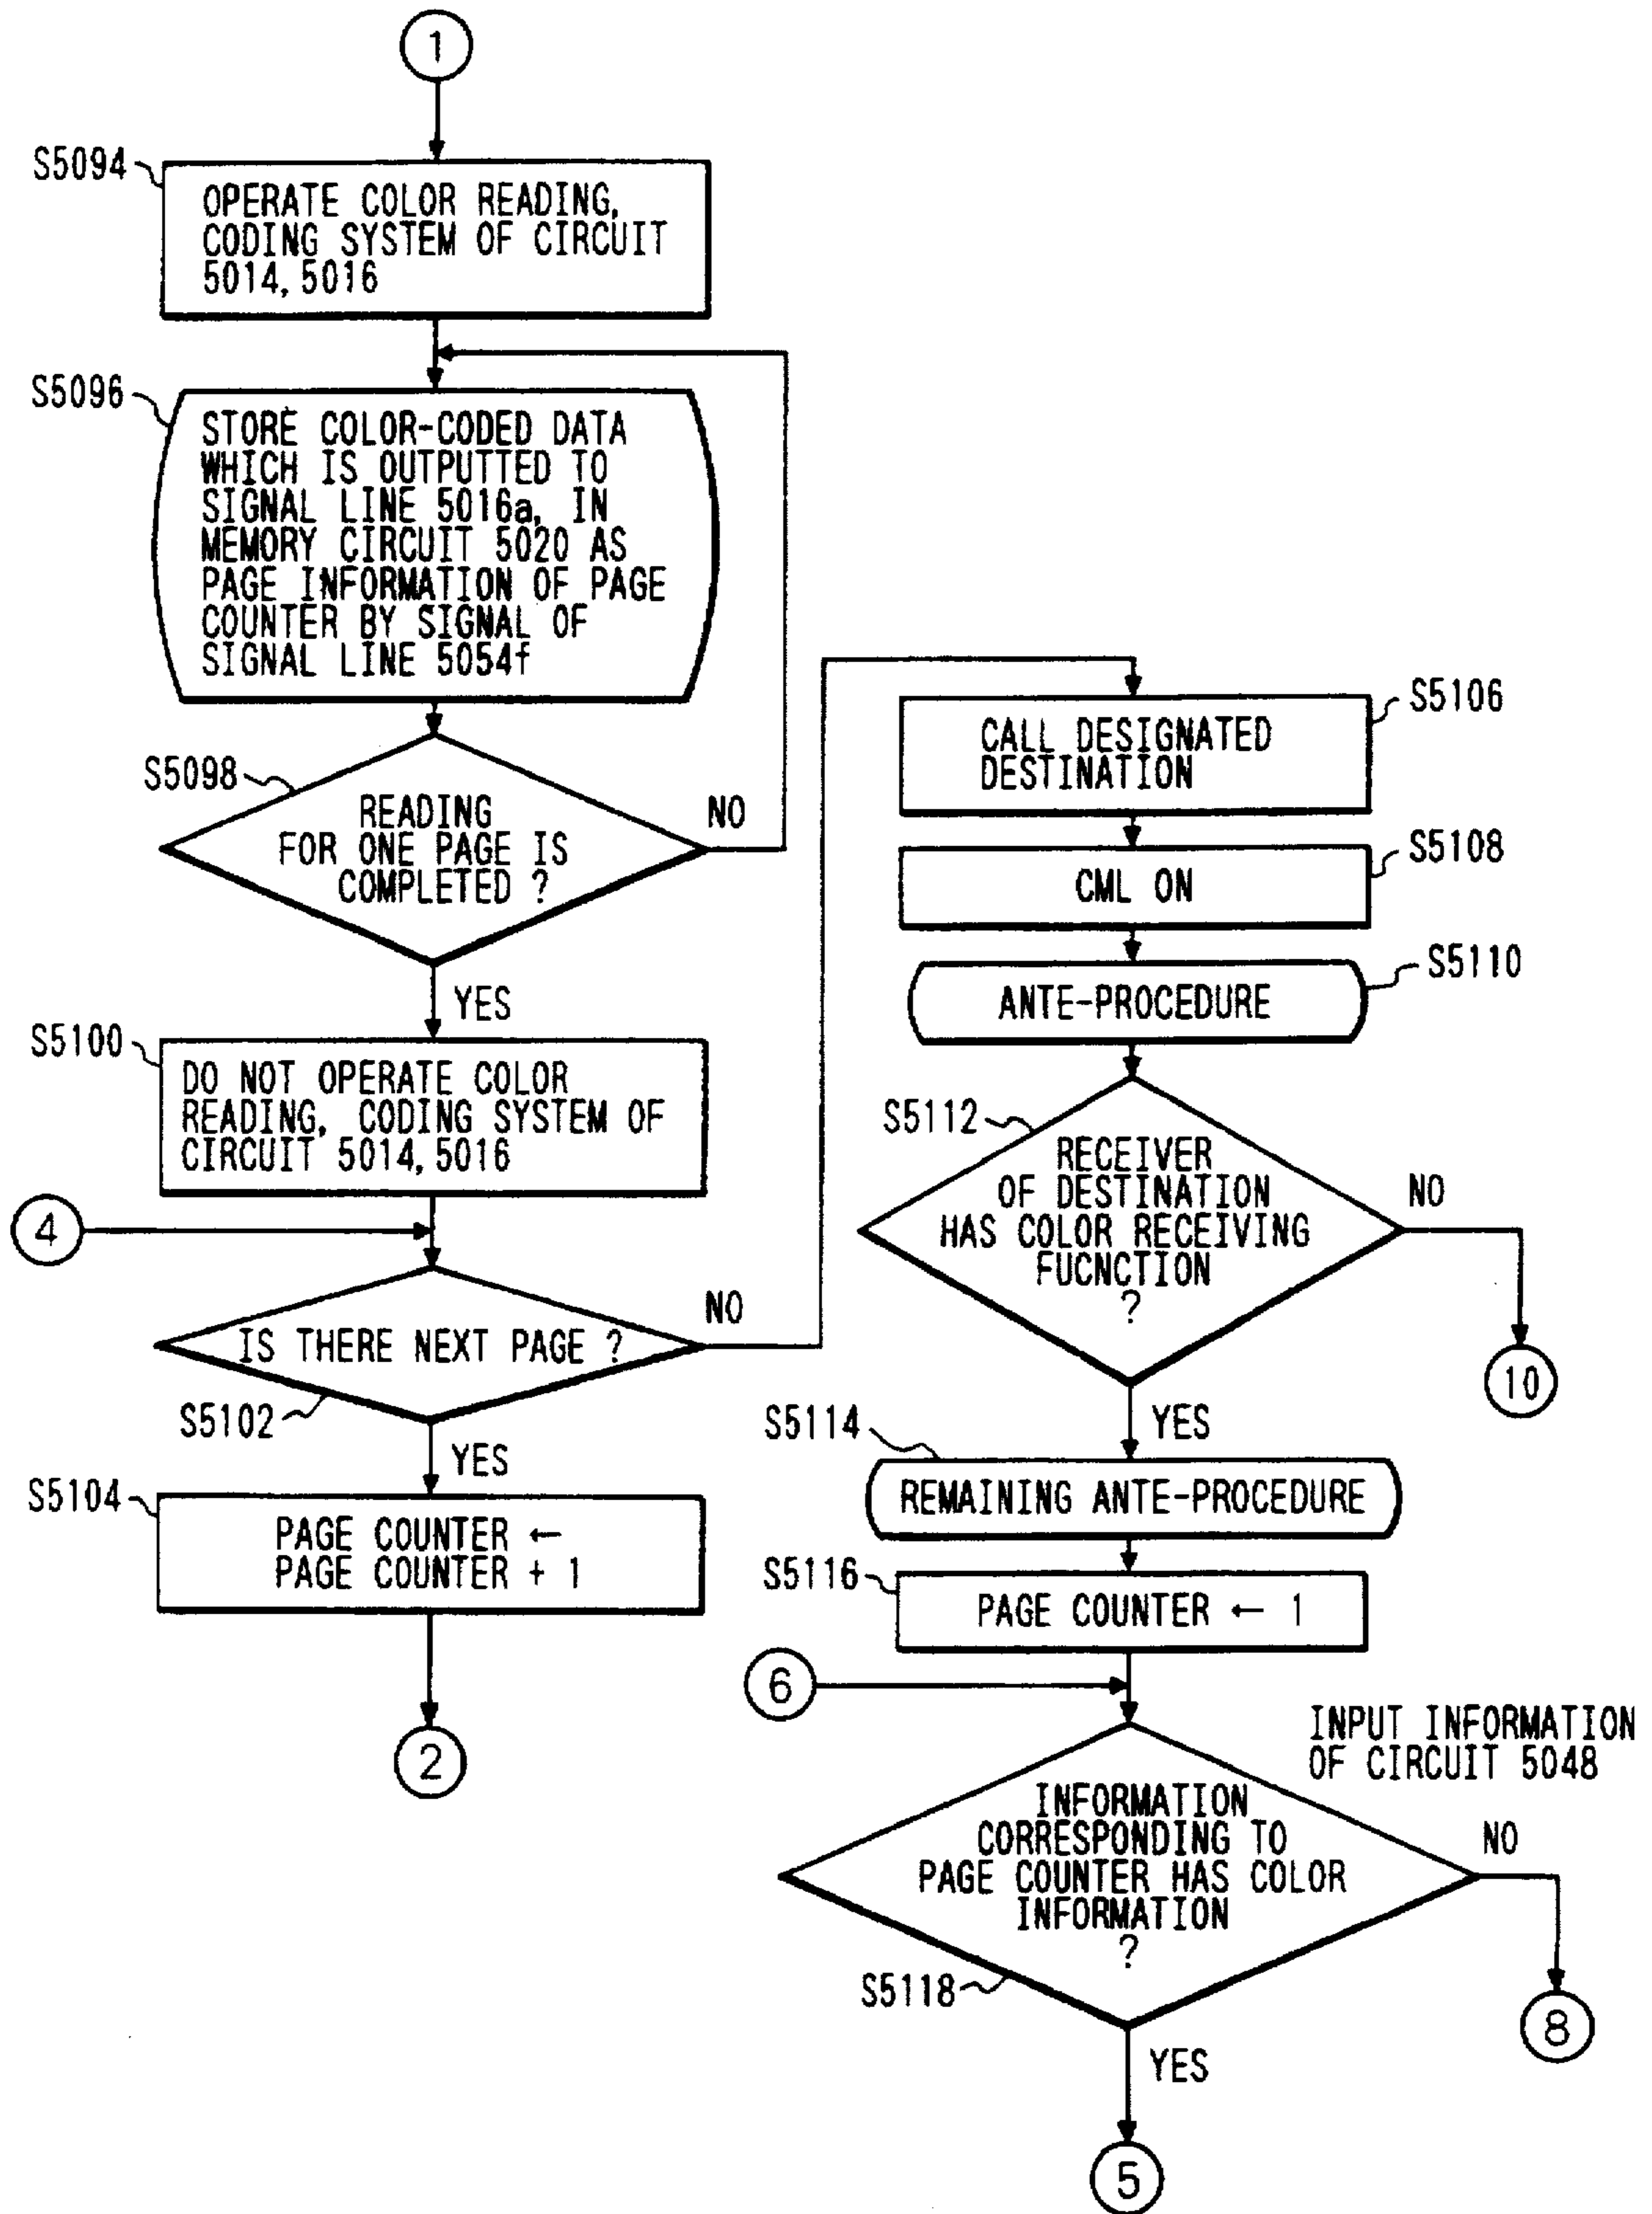 1
S5094
OPERATE COLOR READING,
CODING SYSTEM OF CIRCUIT
5014, 5016
S5096
STORE COLOR-CODED DATA
WHICH IS OUTPUTTED TO
SIGNAL LINE 5016a, IN
MEMORY CIRCUIT 5020 AS
PAGE INFORMATION OF PAGE
COUNTER BY SIGNAL OF
SIGNAL LINE 5054f
S5098
READING
FOR ONE PAGE IS
COMPLETED ?
NO
YES
S5100
DO NOT OPERATE COLOR
READING, CODING SYSTEM OF
CIRCUIT 5014, 5016
4
IS THERE NEXT PAGE ?
NO
S5102
YES
S5104
PAGE COUNTER ←
PAGE COUNTER + 1
2
S5106
CALL DESIGNATED
DESTINATION
S5108
CML ON
S5110
ANTE-PROCEDURE
S5112
RECEIVER
OF DESTINATION
HAS COLOR RECEIVING
FUCNCTION
?
NO
10
YES
S5114
REMAINING ANTE-PROCEDURE
S5116
PAGE COUNTER ← 1
6
INPUT INFORMATION
OF CIRCUIT 5048
INFORMATION
CORRESPONDING TO
PAGE COUNTER HAS COLOR
INFORMATION
?
NO
S5118
8
YES
5